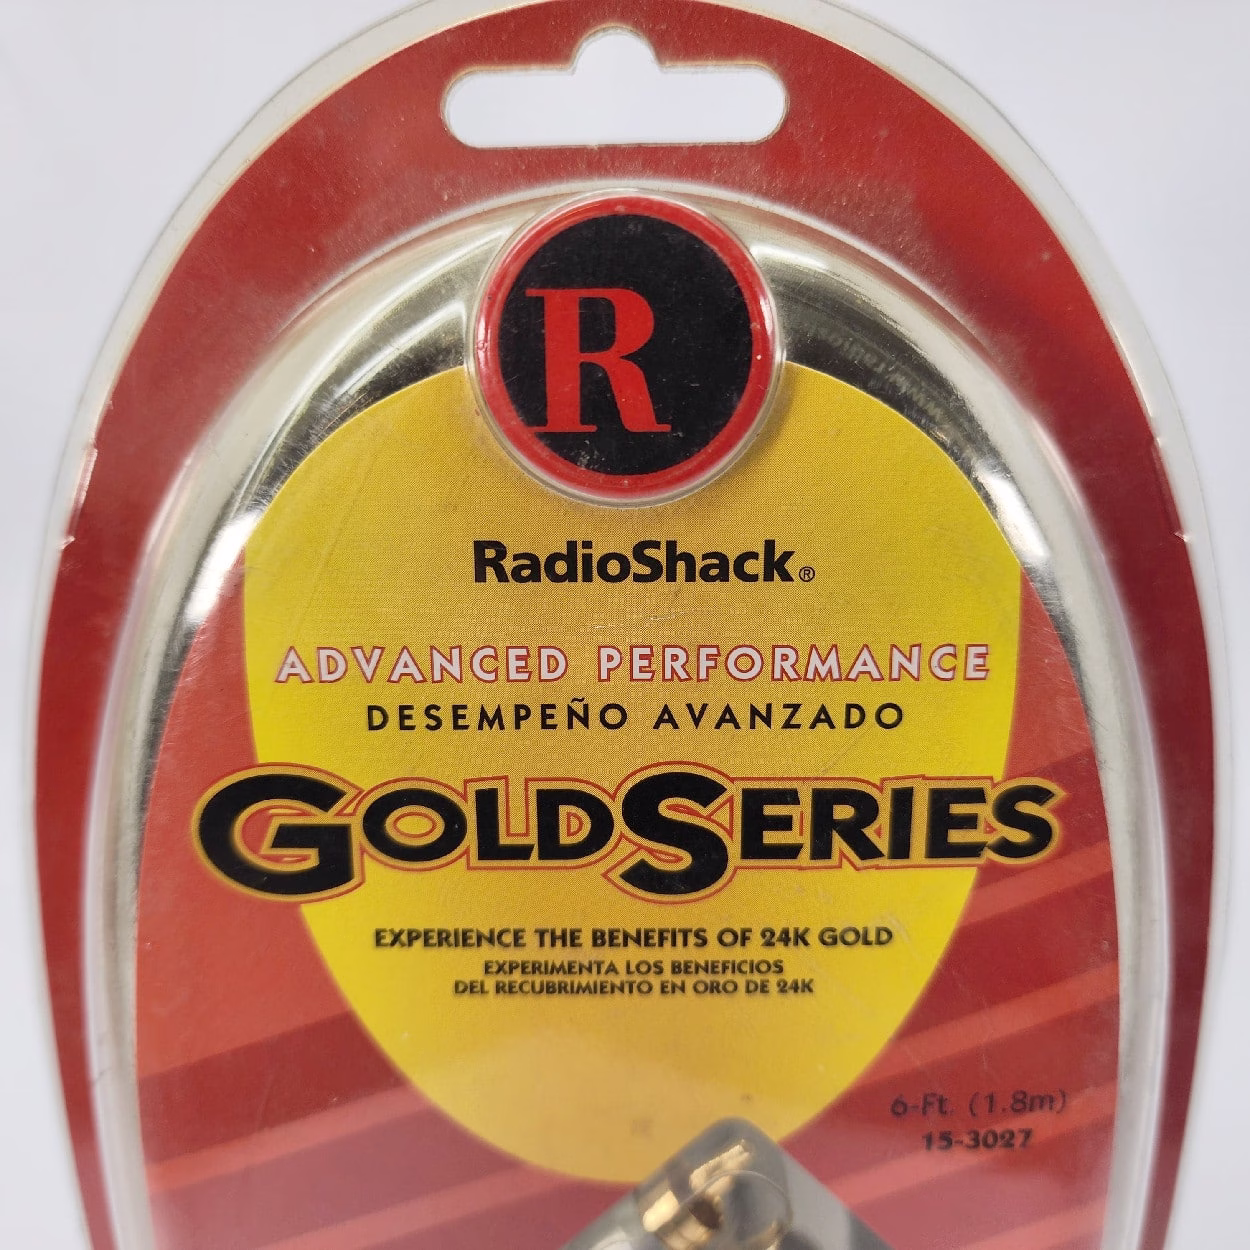 R
RadioShack®
ADVANCED PERFORMANCE
DESEMPEÑO AVANZADO
GOLDSERIES
EXPERIENCE THE BENEFITS OF 24K GOLD
EXPERIMENTA LOS BENEFICIOS
DEL RECUBRIMIENTO EN ORO DE 24K
6-Ft. (1.8m)
15-3027